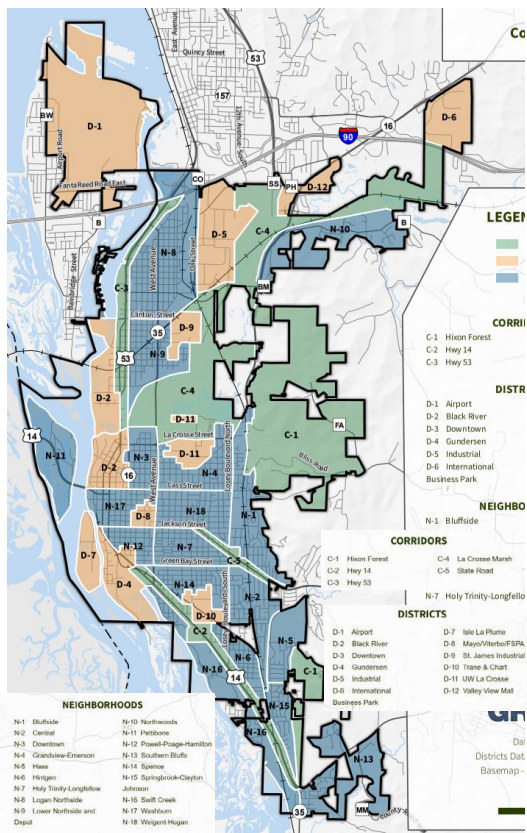 Co
East Avenue
Quincy Street
53
157
12th Avenue South
16
D-6
90
D-1
BW
Airport Road
Fanta Reed Road East
CO
SS
PH
D-12
B
N-8
D-5
C-4
N-10
B
LEGEN
Bainbridge Street
West Avenue
Oak Street
C-3
BM
Clinton Street
35
D-9
CORRI
C-1 Hixon Forest
C-2 Hwy 14
C-3 Hwy 53
53
N-9
D-2
C-4
DISTR
D-1 Airport
D-2 Black River
D-3 Downtown
D-4 Gundersen
D-5 Industrial
D-6 International
Business Park
D-11
La Crosse Street
FA
C-1
14
N-11
N-3
D-11
D-2
16
West Avenue
N-4
Losey Boulevard North
Bliss Road
Cass Street
NEIGHBO
N-1 Bluffside
N-17
D-8
N-18
N-1
Jackson Street
N-12
N-7
C-5
D-7
Green Bay Street
D-4
N-14
N-2
D-10
Losey Boulevard South
C-2
N-5
N-6
C-1
N-16
14
N-15
N-16
N-13
35
MM
County
N-7 Holy Trinity-Longfello
CORRIDORS
C-1 Hixon Forest
C-2 Hwy 14
C-3 Hwy 53
C-4 La Crosse Marsh
C-5 State Road
DISTRICTS
D-1 Airport
D-2 Black River
D-3 Downtown
D-4 Gundersen
D-5 Industrial
D-6 International
Business Park
D-7 Isle La Plume
D-8 Mayo/Viterbo/FSPA
D-9 St. James Industrial
D-10 Trane & Chart
D-11 UW La Crosse
D-12 Valley View Mall
GR
Dat
Districts Data
Basemap -
NEIGHBORHOODS
N-1 Bluffside
N-2 Central
N-3 Downtown
N-4 Grandview-Emerson
N-5 Hass
N-6 Hintgen
N-7 Holy Trinity-Longfellow
N-8 Logan Northside
N-9 Lower Northside and
Depot
N-10 Northwoods
N-11 Pettibone
N-12 Powell-Poage-Hamilton
N-13 Southern Bluffs
N-14 Spence
N-15 Springbrook-Clayton
Johnson
N-16 Swift Creek
N-17 Washburn
N-18 Weigent-Hogan